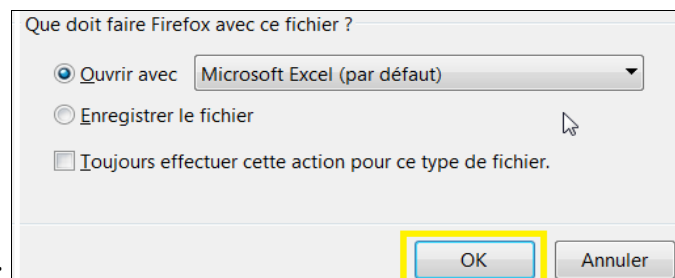 Que doit faire Firefox avec ce fichier ?
Ouvrir avec Microsoft Excel (par défaut)
Enregistrer le fichier
Toujours effectuer cette action pour ce type de fichier.
OK Annuler